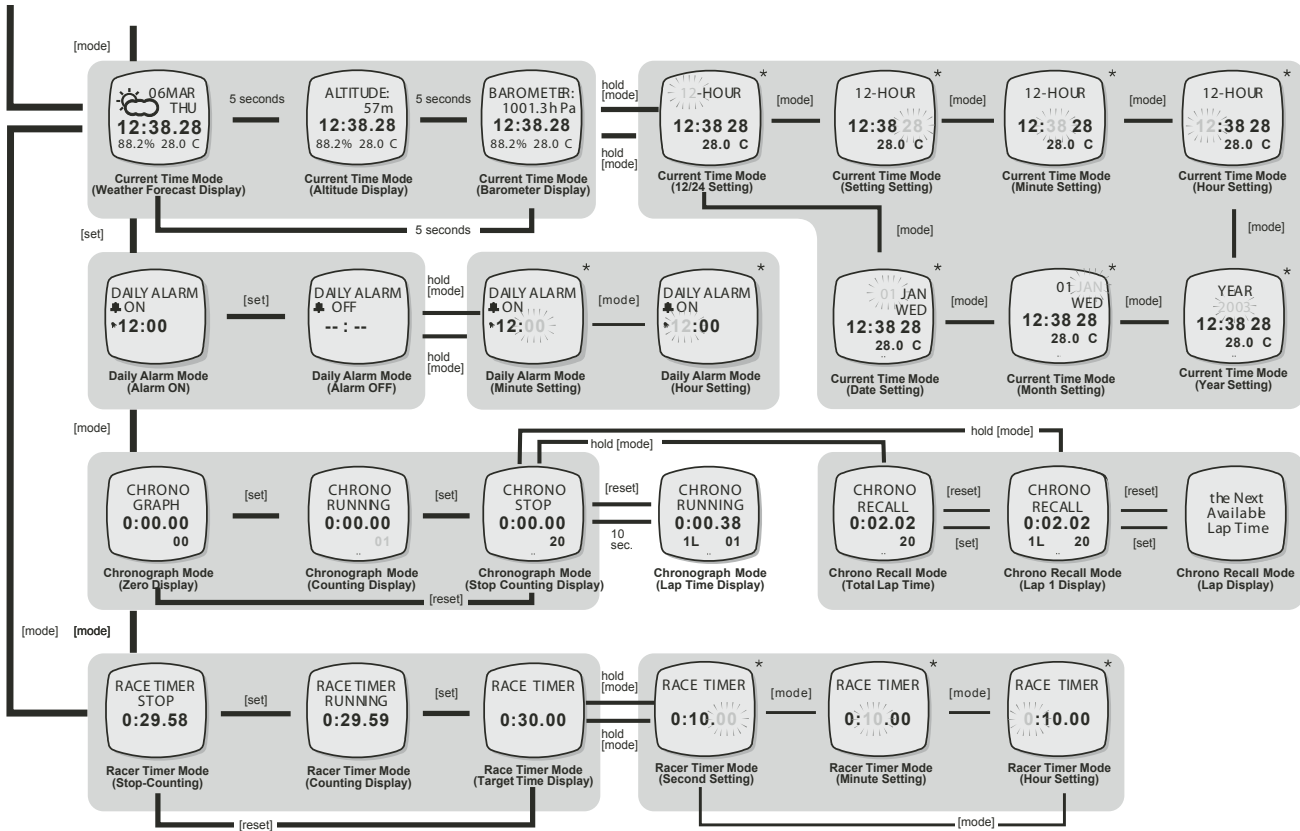 [mode]
06MAR
THU
12:38.28
88.2% 28.0 C
Current Time Mode
(Weather Forecast Display)
5 seconds
ALTITUDE:
57m
12:38.28
88.2% 28.0 C
Current Time Mode
(Altitude Display)
5 seconds
BAROMETER:
1001.3h Pa
12:38.28
88.2% 28.0 C
Current Time Mode
(Barometer Display)
5 seconds
hold
[mode]
hold
[mode]
*
12-HOUR
12:38 28
28.0 C
Current Time Mode
(12/24 Setting)
[mode]
*
12-HOUR
12:38 28
28.0 C
Current Time Mode
(Setting Setting)
[mode]
*
12-HOUR
12:38 28
28.0 C
Current Time Mode
(Minute Setting)
[mode]
*
12-HOUR
12:38 28
28.0 C
Current Time Mode
(Hour Setting)
[mode]
[mode]
*
01 JAN
WED
12:38 28
28.0 C
Current Time Mode
(Date Setting)
[mode]
*
01 JAN
WED
12:38 28
28.0 C
Current Time Mode
(Month Setting)
[mode]
*
YEAR
2003
12:38 28
28.0 C
Current Time Mode
(Year Setting)
[set]
DAILY ALARM
ON
12:00
Daily Alarm Mode
(Alarm ON)
[set]
DAILY ALARM
OFF
-- : --
Daily Alarm Mode
(Alarm OFF)
hold
[mode]
hold
[mode]
*
DAILY ALARM
ON
12:00
Daily Alarm Mode
(Minute Setting)
[mode]
*
DAILY ALARM
ON
12:00
Daily Alarm Mode
(Hour Setting)
[mode]
CHRONO
GRAPH
0:00.00
00
Chronograph Mode
(Zero Display)
[set]
CHRONO
RUNNING
0:00.00
01
Chronograph Mode
(Counting Display)
[set]
CHRONO
STOP
0:00.00
20
Chronograph Mode
(Stop Counting Display)
[reset]
hold [mode]
hold [mode]
[reset]
10
sec.
CHRONO
RUNNING
0:00.38
1L 01
Chronograph Mode
(Lap Time Display)
CHRONO
RECALL
0:02.02
20
Chrono Recall Mode
(Total Lap Time)
[reset]
[set]
CHRONO
RECALL
0:02.02
1L 20
Chrono Recall Mode
(Lap 1 Display)
[reset]
[set]
the Next
Available
Lap Time
Chrono Recall Mode
(Lap Display)
[mode] [mode]
RACE TIMER
STOP
0:29.58
Racer Timer Mode
(Stop-Counting)
[set]
RACE TIMER
RUNNING
0:29.59
Racer Timer Mode
(Counting Display)
[set]
RACE TIMER
0:30.00
Race Timer Mode
(Target Time Display)
[reset]
hold
[mode]
hold
[mode]
*
RACE TIMER
0:10.00
Racer Timer Mode
(Second Setting)
[mode]
*
RACE TIMER
0:10.00
Racer Timer Mode
(Minute Setting)
[mode]
*
RACE TIMER
0:10.00
Racer Timer Mode
(Hour Setting)
[mode]